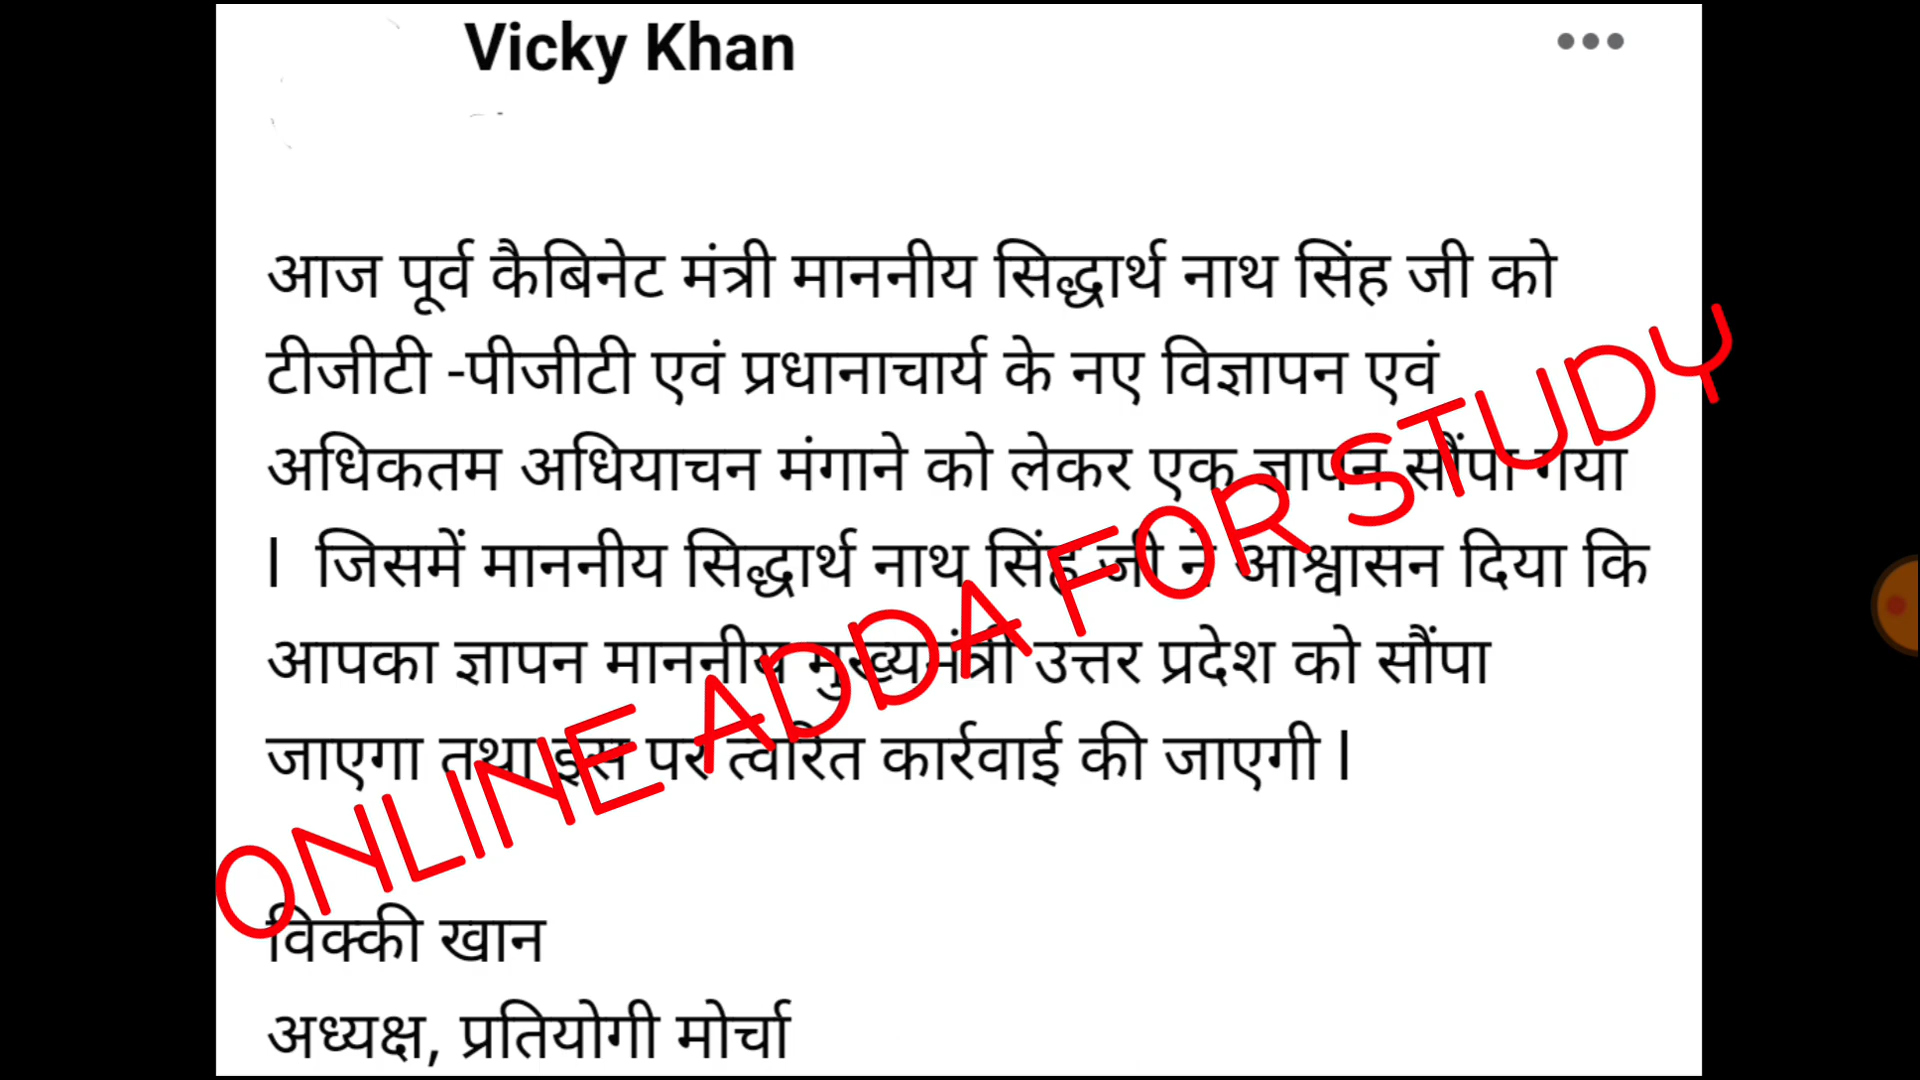 Vicky Khan
आज पूर्व कैबिनेट मंत्री माननीय सिद्धार्थ नाथ सिंह जी को
टीजीटी -पीजीटी एवं प्रधानाचार्य के नए विज्ञापन एवं
अधिकतम अधियाचन मंगाने को लेकर एक ज्ञापन सौंपा गया
। जिसमें माननीय सिद्धार्थ नाथ सिंह जी ने आश्वासन दिया कि
आपका ज्ञापन माननीय मुख्यमंत्री उत्तर प्रदेश को सौंपा
जाएगा तथा इस पर त्वरित कार्रवाई की जाएगी ।
विक्की खान
अध्यक्ष, प्रतियोगी मोर्चा
ONLINE ADDA FOR STUDY